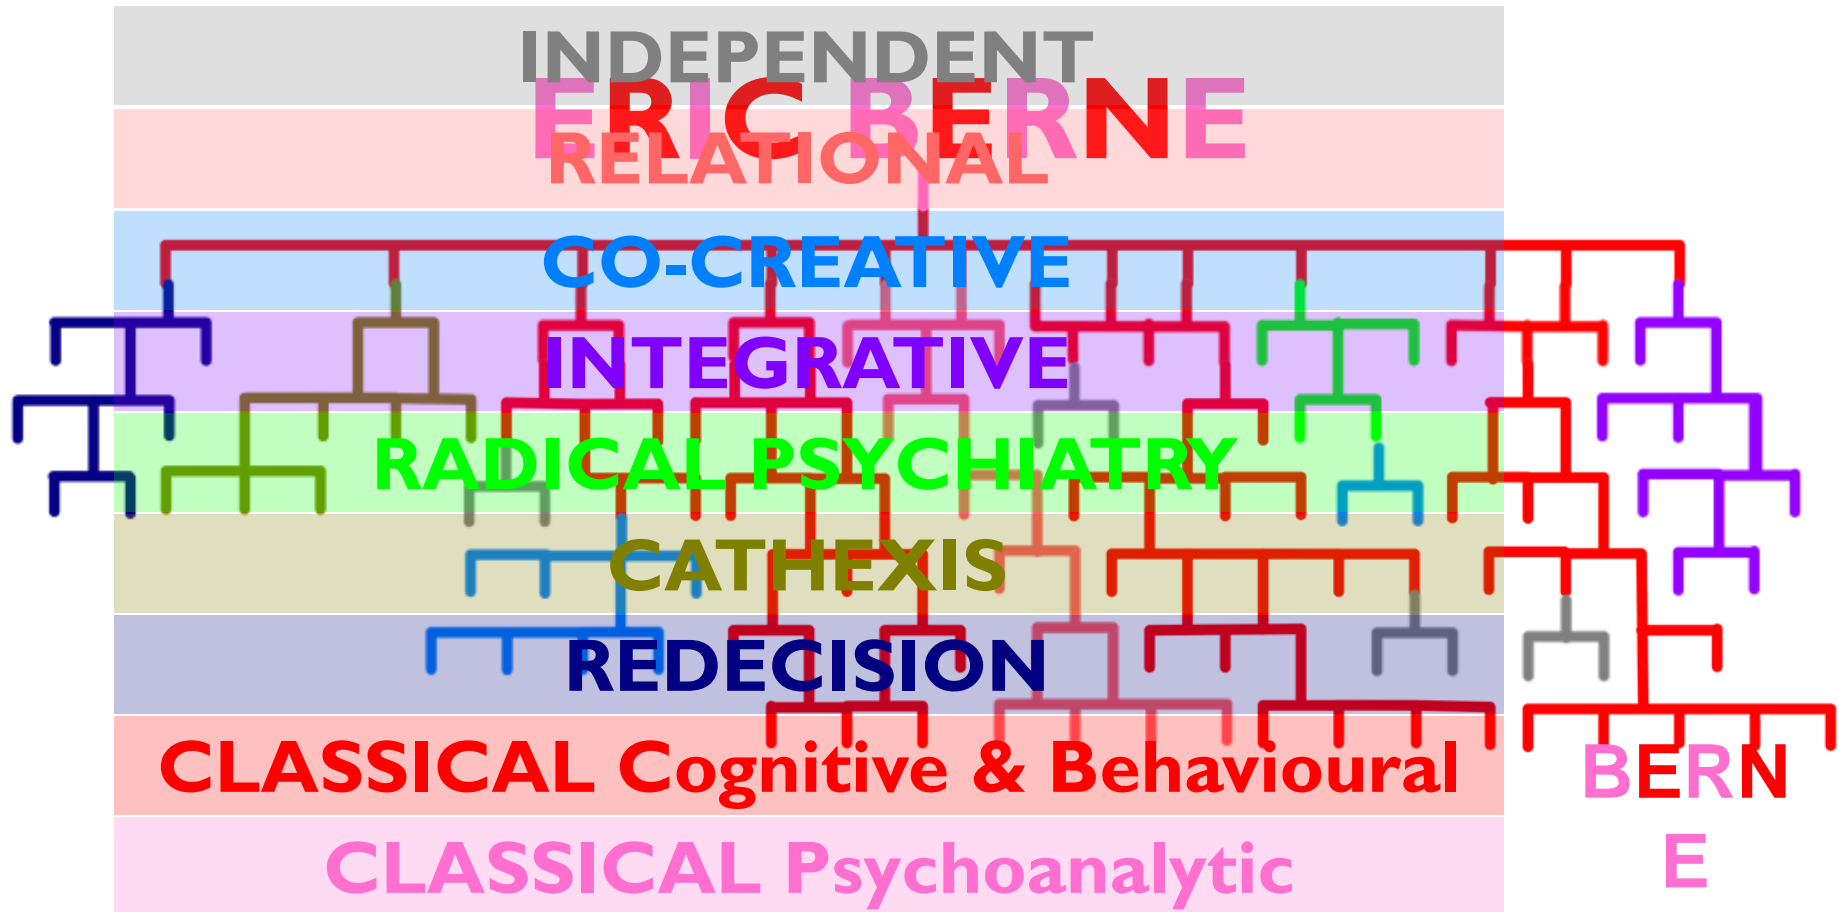 INDEPENDENT
ERIC BERNE
RELATIONAL
CO-CREATIVE
INTEGRATIVE
RADICAL PSYCHIATRY
CATHEXIS
REDECISION
CLASSICAL Cognitive & Behavioural
BERN
E
CLASSICAL Psychoanalytic